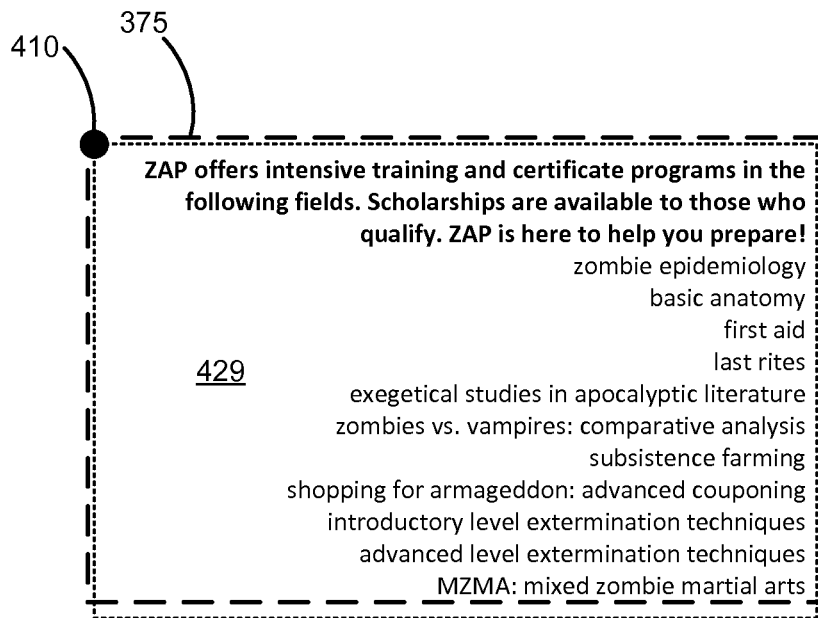 375
410
ZAP offers intensive training and certificate programs in the
following fields. Scholarships are available to those who
qualify. ZAP is here to help you prepare!
zombie epidemiology
basic anatomy
first aid
last rites
429
exegetical studies in apocalyptic literature
zombies vs. vampires: comparative analysis
subsistence farming
shopping for armageddon: advanced couponing
introductory level extermination techniques
advanced level extermination techniques
MZMA: mixed zombie martial arts